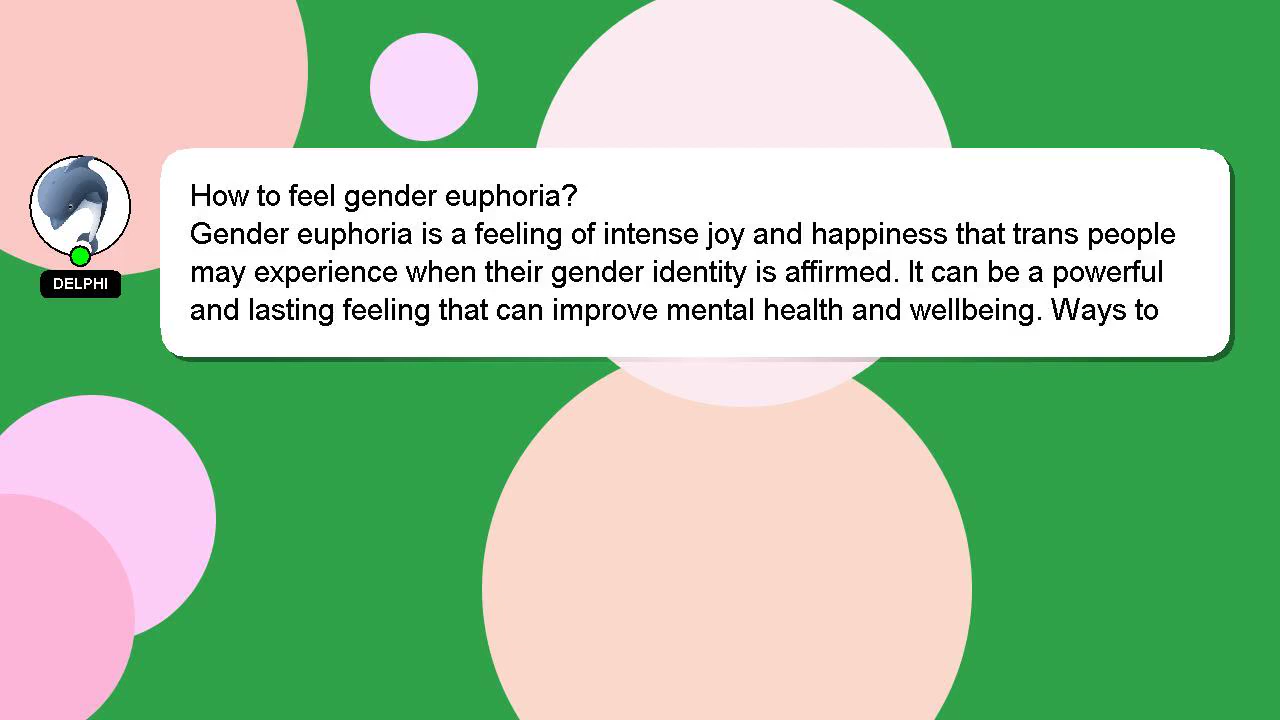 How to feel gender euphoria?
Gender euphoria is a feeling of intense joy and happiness that trans people
may experience when their gender identity is affirmed. It can be a powerful
and lasting feeling that can improve mental health and wellbeing. Ways to
DELPHI